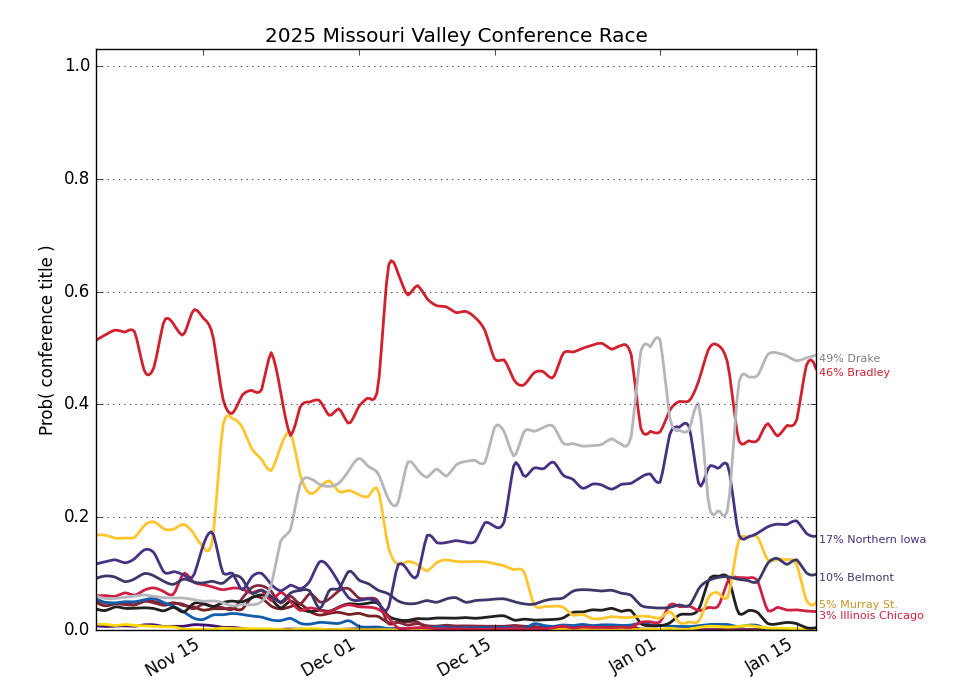 2025 Missouri Valley Conference Race
Prob( conference title )
1.0
0.8
0.6
0.4
0.2
0.0
Nov 15
Dec 01
Dec 15
Jan 01
Jan 15
49% Drake
46% Bradley
17% Northern Iowa
10% Belmont
5% Murray St.
3% Illinois Chicago